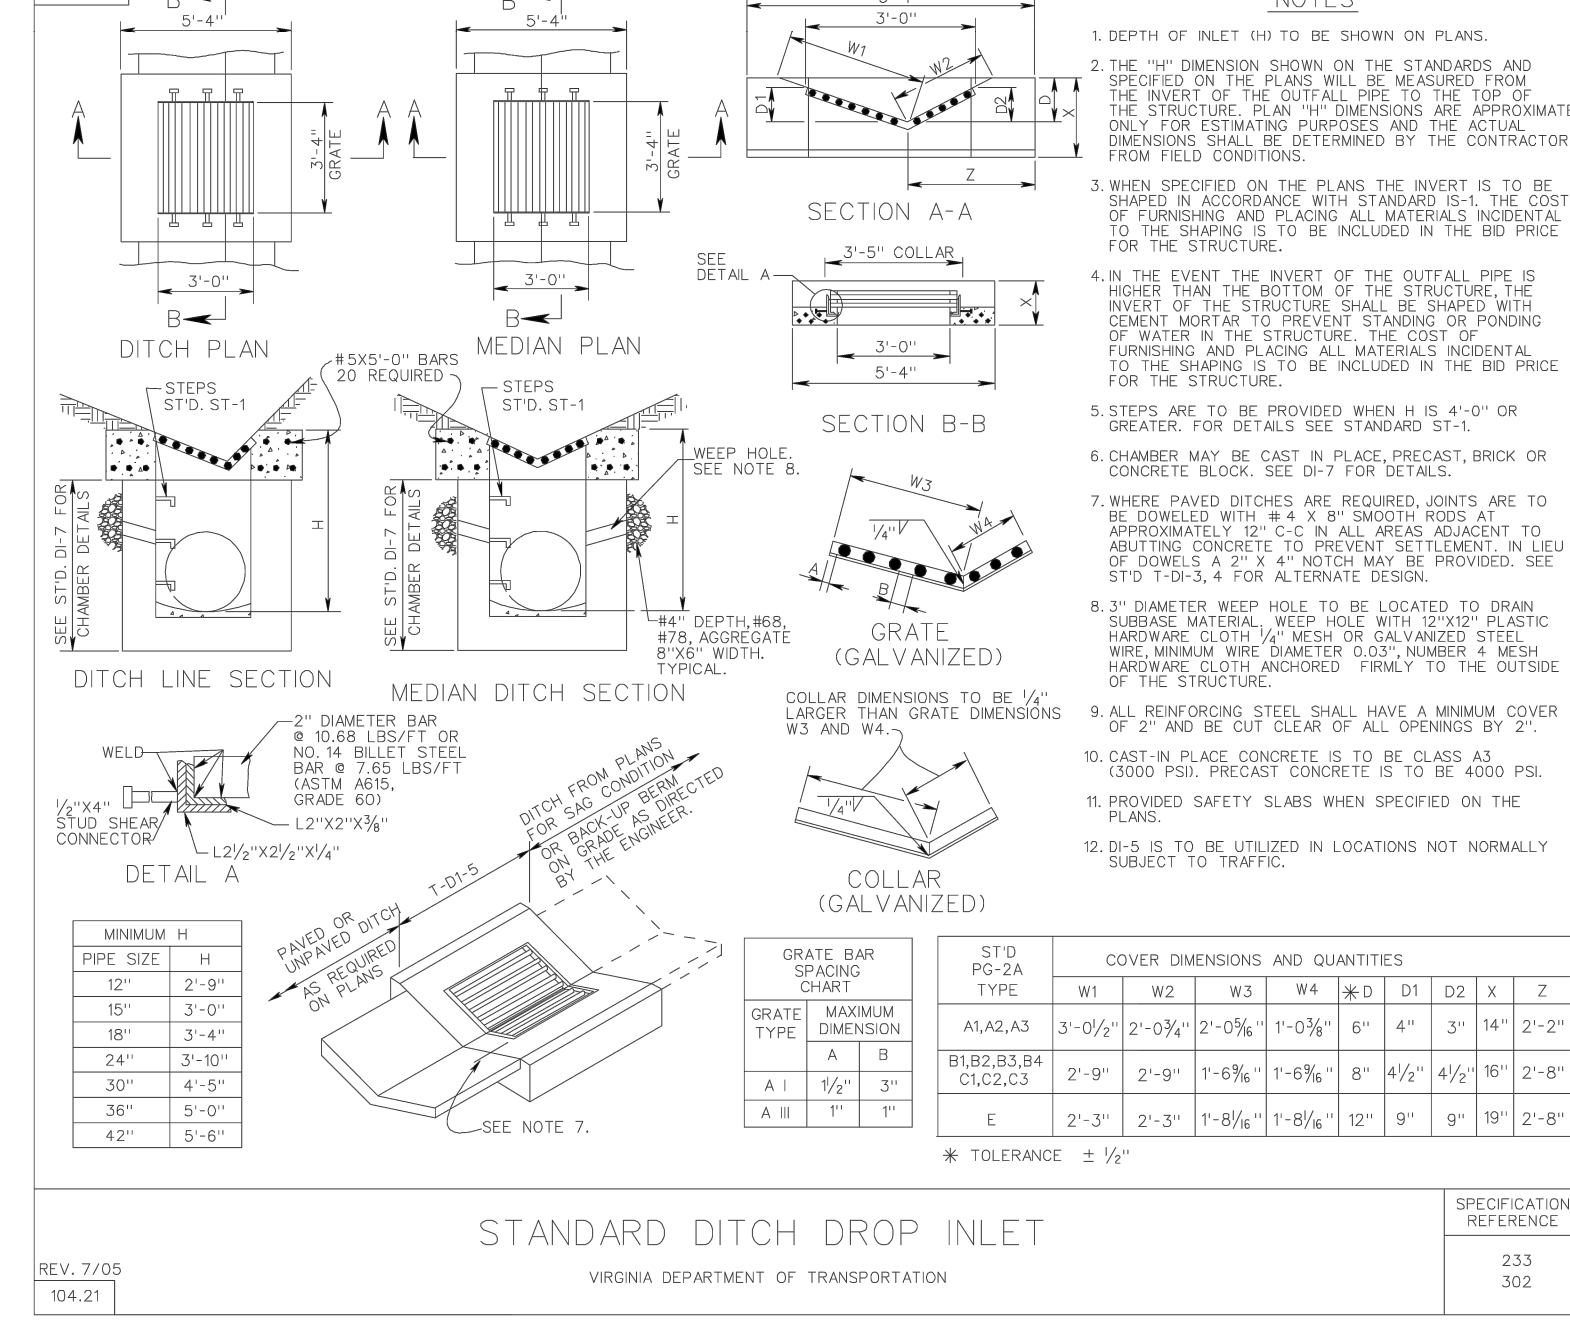 B
5'-4"
A
A
3'-4"
GRATE
3'-0"
B
DITCH PLAN
B
5'-4"
A
A
3'-4"
GRATE
3'-0"
B
MEDIAN PLAN
3'-0"
W1
W2
D1
D2
D
X
Z
SECTION A-A
SEE
DETAIL A
3'-5" COLLAR
X
3'-0"
5'-4"
SECTION B-B
STEPS
ST'D. ST-1
#5X5'-0" BARS
20 REQUIRED
STEPS
ST'D. ST-1
WEEP HOLE.
SEE NOTE 8.
SEE ST'D. DI-7 FOR
CHAMBER DETAILS
H
SEE ST'D. DI-7 FOR
CHAMBER DETAILS
H
#4" DEPTH, #68,
#78, AGGREGATE
8"X6" WIDTH.
TYPICAL.
DITCH LINE SECTION
MEDIAN DITCH SECTION
W3
W4
1/4"
A
B
GRATE
(GALVANIZED)
COLLAR DIMENSIONS TO BE 1/4"
LARGER THAN GRATE DIMENSIONS
W3 AND W4.
1/4"
COLLAR
(GALVANIZED)
WELD
2" DIAMETER BAR
@ 10.68 LBS/FT OR
NO. 14 BILLET STEEL
BAR @ 7.65 LBS/FT
(ASTM A615,
GRADE 60)
1/2"X4"
STUD SHEAR
CONNECTOR
L2"X2"X3/8"
L2 1/2"X2 1/2"X1/4"
DETAIL A
PAVED OR
UNPAVED DITCH
AS REQUIRED
ON PLANS
T-D1-5
DITCH FROM PLANS
FOR SAG CONDITION
OR BACK-UP BERM
ON GRADE AS DIRECTED
BY THE ENGINEER.
SEE NOTE 7.
NOTES
1. DEPTH OF INLET (H) TO BE SHOWN ON PLANS.
2. THE "H" DIMENSION SHOWN ON THE STANDARDS AND
SPECIFIED ON THE PLANS WILL BE MEASURED FROM
THE INVERT OF THE OUTFALL PIPE TO THE TOP OF
THE STRUCTURE. PLAN "H" DIMENSIONS ARE APPROXIMATE
ONLY FOR ESTIMATING PURPOSES AND THE ACTUAL
DIMENSIONS SHALL BE DETERMINED BY THE CONTRACTOR
FROM FIELD CONDITIONS.
3. WHEN SPECIFIED ON THE PLANS THE INVERT IS TO BE
SHAPED IN ACCORDANCE WITH STANDARD IS-1. THE COST
OF FURNISHING AND PLACING ALL MATERIALS INCIDENTAL
TO THE SHAPING IS TO BE INCLUDED IN THE BID PRICE
FOR THE STRUCTURE.
4. IN THE EVENT THE INVERT OF THE OUTFALL PIPE IS
HIGHER THAN THE BOTTOM OF THE STRUCTURE, THE
INVERT OF THE STRUCTURE SHALL BE SHAPED WITH
CEMENT MORTAR TO PREVENT STANDING OR PONDING
OF WATER IN THE STRUCTURE. THE COST OF
FURNISHING AND PLACING ALL MATERIALS INCIDENTAL
TO THE SHAPING IS TO BE INCLUDED IN THE BID PRICE
FOR THE STRUCTURE.
5. STEPS ARE TO BE PROVIDED WHEN H IS 4'-0" OR
GREATER. FOR DETAILS SEE STANDARD ST-1.
6. CHAMBER MAY BE CAST IN PLACE, PRECAST, BRICK OR
CONCRETE BLOCK. SEE DI-7 FOR DETAILS.
7. WHERE PAVED DITCHES ARE REQUIRED, JOINTS ARE TO
BE DOWELED WITH #4 X 8" SMOOTH RODS AT
APPROXIMATELY 12" C-C IN ALL AREAS ADJACENT TO
ABUTTING CONCRETE TO PREVENT SETTLEMENT. IN LIEU
OF DOWELS A 2" X 4" NOTCH MAY BE PROVIDED. SEE
ST'D T-DI-3, 4 FOR ALTERNATE DESIGN.
8. 3" DIAMETER WEEP HOLE TO BE LOCATED TO DRAIN
SUBBASE MATERIAL. WEEP HOLE WITH 12"X12" PLASTIC
HARDWARE CLOTH 1/4" MESH OR GALVANIZED STEEL
WIRE, MINIMUM WIRE DIAMETER 0.03", NUMBER 4 MESH
HARDWARE CLOTH ANCHORED FIRMLY TO THE OUTSIDE
OF THE STRUCTURE.
9. ALL REINFORCING STEEL SHALL HAVE A MINIMUM COVER
OF 2" AND BE CUT CLEAR OF ALL OPENINGS BY 2".
10. CAST-IN PLACE CONCRETE IS TO BE CLASS A3
(3000 PSI). PRECAST CONCRETE IS TO BE 4000 PSI.
11. PROVIDED SAFETY SLABS WHEN SPECIFIED ON THE
PLANS.
12. DI-5 IS TO BE UTILIZED IN LOCATIONS NOT NORMALLY
SUBJECT TO TRAFFIC.
MINIMUM H
PIPE SIZE H
12" 2'-9"
15" 3'-0"
18" 3'-4"
24" 3'-10"
30" 4'-5"
36" 5'-0"
42" 5'-6"
GRATE BAR
SPACING
CHART
GRATE TYPE MAXIMUM DIMENSION
A B
A I 1 1/2" 3"
A III 1" 1"
ST'D PG-2A TYPE COVER DIMENSIONS AND QUANTITIES
W1 W2 W3 W4 *D D1 D2 X Z
A1,A2,A3 3'-0 1/2" 2'-0 3/4" 2'-0 5/16" 1'-0 3/8" 6" 4" 3" 14" 2'-2"
B1,B2,B3,B4 C1,C2,C3 2'-9" 2'-9" 1'-6 9/16" 1'-6 9/16" 8" 4 1/2" 4 1/2" 16" 2'-8"
E 2'-3" 2'-3" 1'-8 1/16" 1'-8 1/16" 12" 9" 9" 19" 2'-8"
* TOLERANCE ± 1/2"
STANDARD DITCH DROP INLET
VIRGINIA DEPARTMENT OF TRANSPORTATION
REV. 7/05
104.21
SPECIFICATION
REFERENCE
233
302